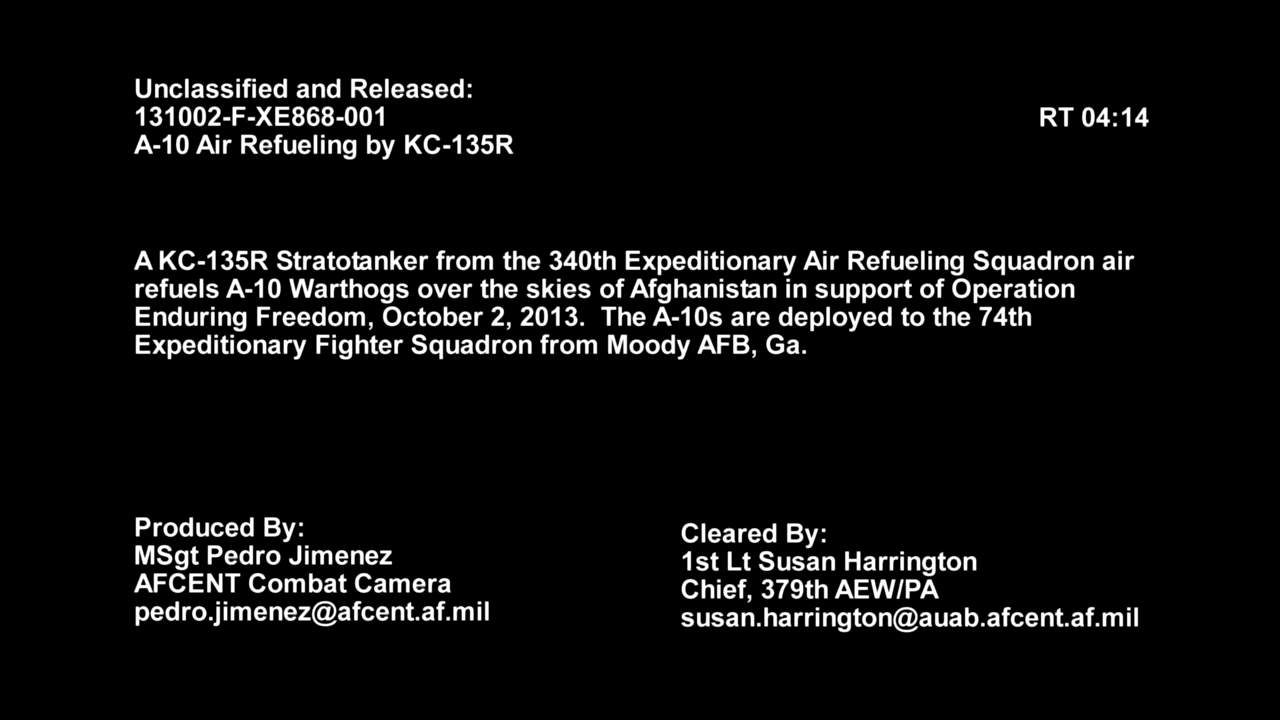 Unclassified and Released:
131002-F-XE868-001
RT 04:14
A-10 Air Refueling by KC-135R
A KC-135R Stratotanker from the 340th Expeditionary Air Refueling Squadron air
refuels A-10 Warthogs over the skies of Afghanistan in support of Operation
Enduring Freedom, October 2, 2013.  The A-10s are deployed to the 74th
Expeditionary Fighter Squadron from Moody AFB, Ga.
Produced By:
MSgt Pedro Jimenez
AFCENT Combat Camera
pedro.jimenez@afcent.af.mil
Cleared By:
1st Lt Susan Harrington
Chief, 379th AEW/PA
susan.harrington@auab.afcent.af.mil